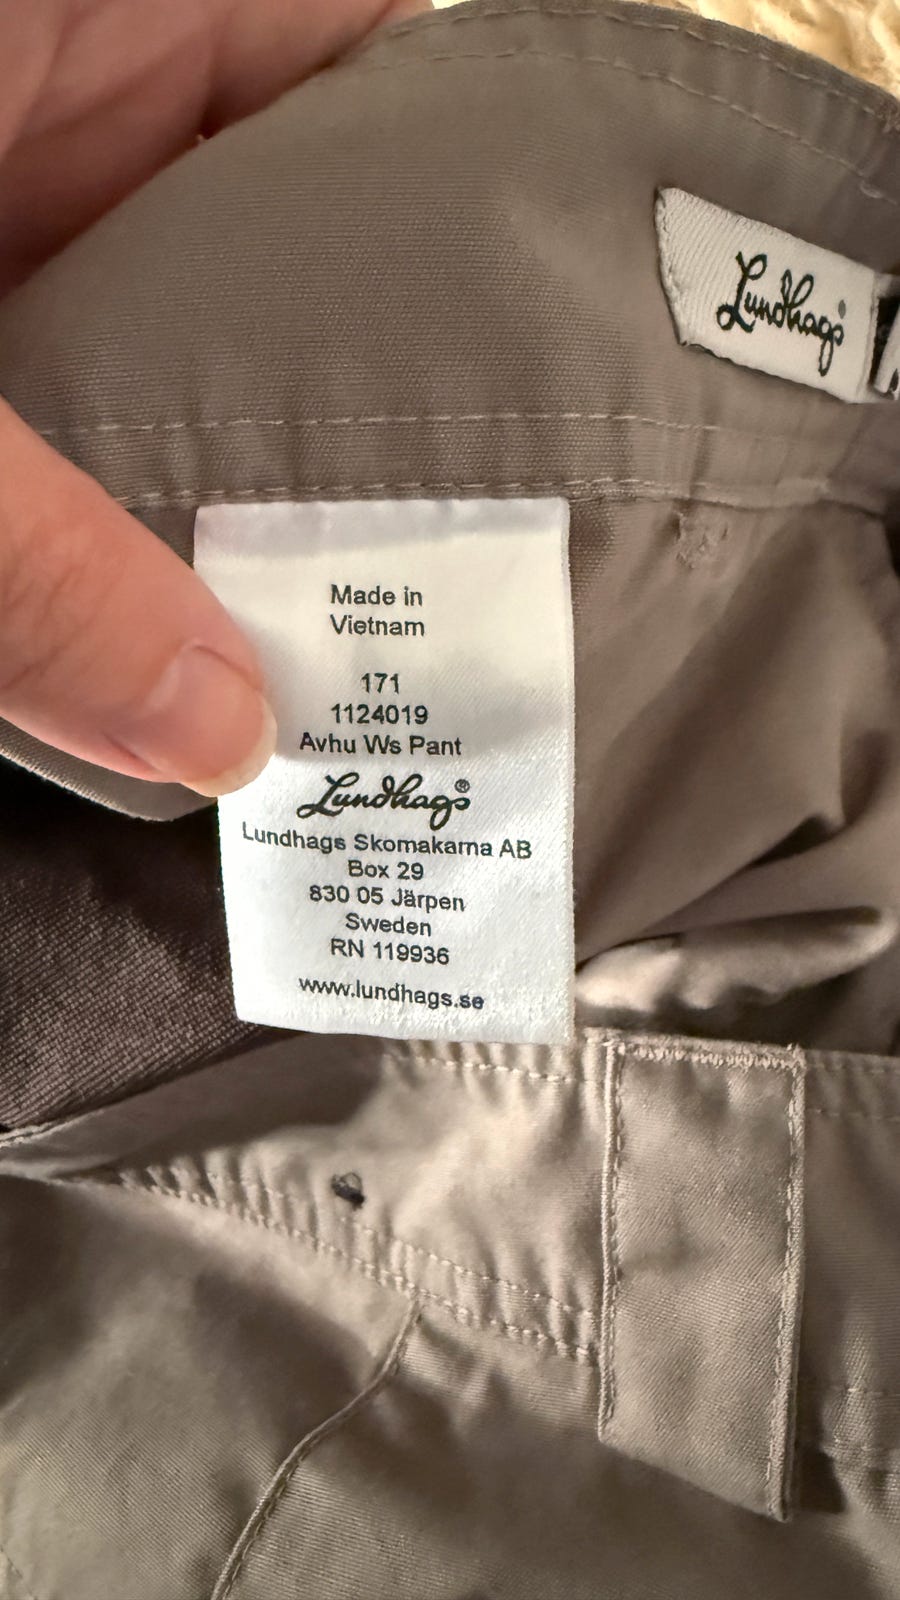 Lundhags®
Made in
Vietnam
171
1124019
Avhu Ws Pant
Lundhags®
Lundhags Skomakarna AB
Box 29
830 05 Järpen
Sweden
RN 119936
www.lundhags.se